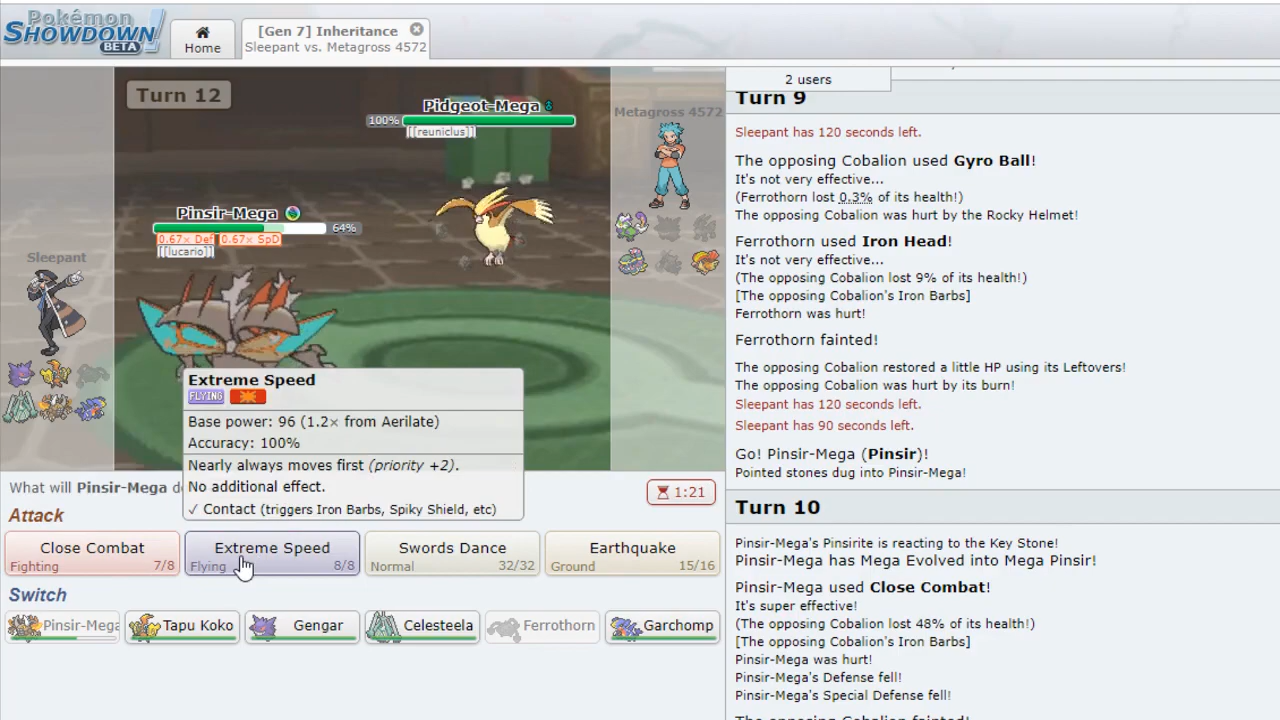 Pokémon
SHOWDOWN
BETA
Home
[Gen 7] Inheritance
Sleepant vs. Metagross 4572
Turn 12
Pidgeot-Mega
100%
[[reuniclus]]
Metagross 4572
Pinsir-Mega
64%
0.67× Def 0.67× SpD
[[lucario]]
Sleepant
Extreme Speed
FLYING
Base power: 96 (1.2× from Aerilate)
Accuracy: 100%
Nearly always moves first (priority +2).
No additional effect.
✓ Contact (triggers Iron Barbs, Spiky Shield, etc)
What will Pinsir-Mega d
1:21
Attack
Close Combat
Fighting 7/8
Extreme Speed
Flying 8/8
Swords Dance
Normal 32/32
Earthquake
Ground 15/16
Switch
Pinsir-Mega
Tapu Koko
Gengar
Celesteela
Ferrothorn
Garchomp
2 users
Turn 9
Sleepant has 120 seconds left.
The opposing Cobalion used Gyro Ball!
It's not very effective...
(Ferrothorn lost 0.3% of its health!)
The opposing Cobalion was hurt by the Rocky Helmet!
Ferrothorn used Iron Head!
It's not very effective...
(The opposing Cobalion lost 9% of its health!)
[The opposing Cobalion's Iron Barbs]
Ferrothorn was hurt!
Ferrothorn fainted!
The opposing Cobalion restored a little HP using its Leftovers!
The opposing Cobalion was hurt by its burn!
Sleepant has 120 seconds left.
Sleepant has 90 seconds left.
Go! Pinsir-Mega (Pinsir)!
Pointed stones dug into Pinsir-Mega!
Turn 10
Pinsir-Mega's Pinsirite is reacting to the Key Stone!
Pinsir-Mega has Mega Evolved into Mega Pinsir!
Pinsir-Mega used Close Combat!
It's super effective!
(The opposing Cobalion lost 48% of its health!)
[The opposing Cobalion's Iron Barbs]
Pinsir-Mega was hurt!
Pinsir-Mega's Defense fell!
Pinsir-Mega's Special Defense fell!
The opposing Cobalion fainted!